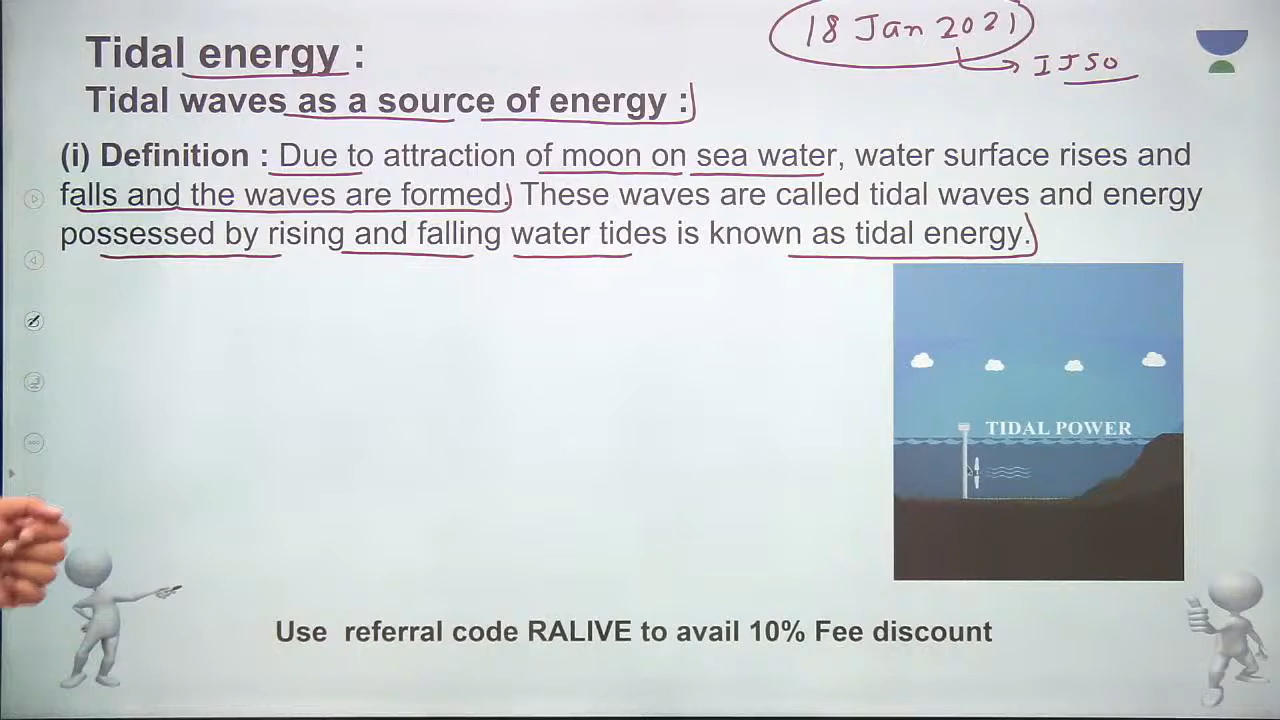 18 Jan 2021
IJSO
Tidal energy :
Tidal waves as a source of energy :
(i) Definition : Due to attraction of moon on sea water, water surface rises and
falls and the waves are formed. These waves are called tidal waves and energy
possessed by rising and falling water tides is known as tidal energy.
TIDAL POWER
Use referral code RALIVE to avail 10% Fee discount